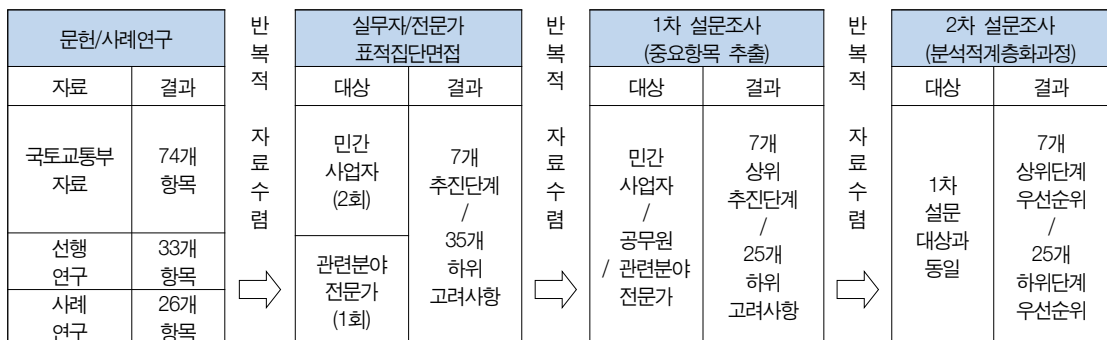 문헌/사례연구
자료
결과
국토교통부
자료
74개
항목
선행
연구
33개
항목
사례
연구
26개
항목
반
복
적
자
료
수
렴
실무자/전문가
표적집단면접
대상
결과
민간
사업자
(2회)
관련분야
전문가
(1회)
7개
추진단계
/
35개
하위
고려사항
반
복
적
자
료
수
렴
1차 설문조사
(중요항목 추출)
대상
결과
민간
사업자
/
공무원
/ 관련분야
전문가
7개
상위
추진단계
/
25개
하위
고려사항
반
복
적
자
료
수
렴
2차 설문조사
(분석적계층화과정)
대상
결과
1차
설문
대상과
동일
7개
상위단계
우선순위
/
25개
하위단계
우선순위